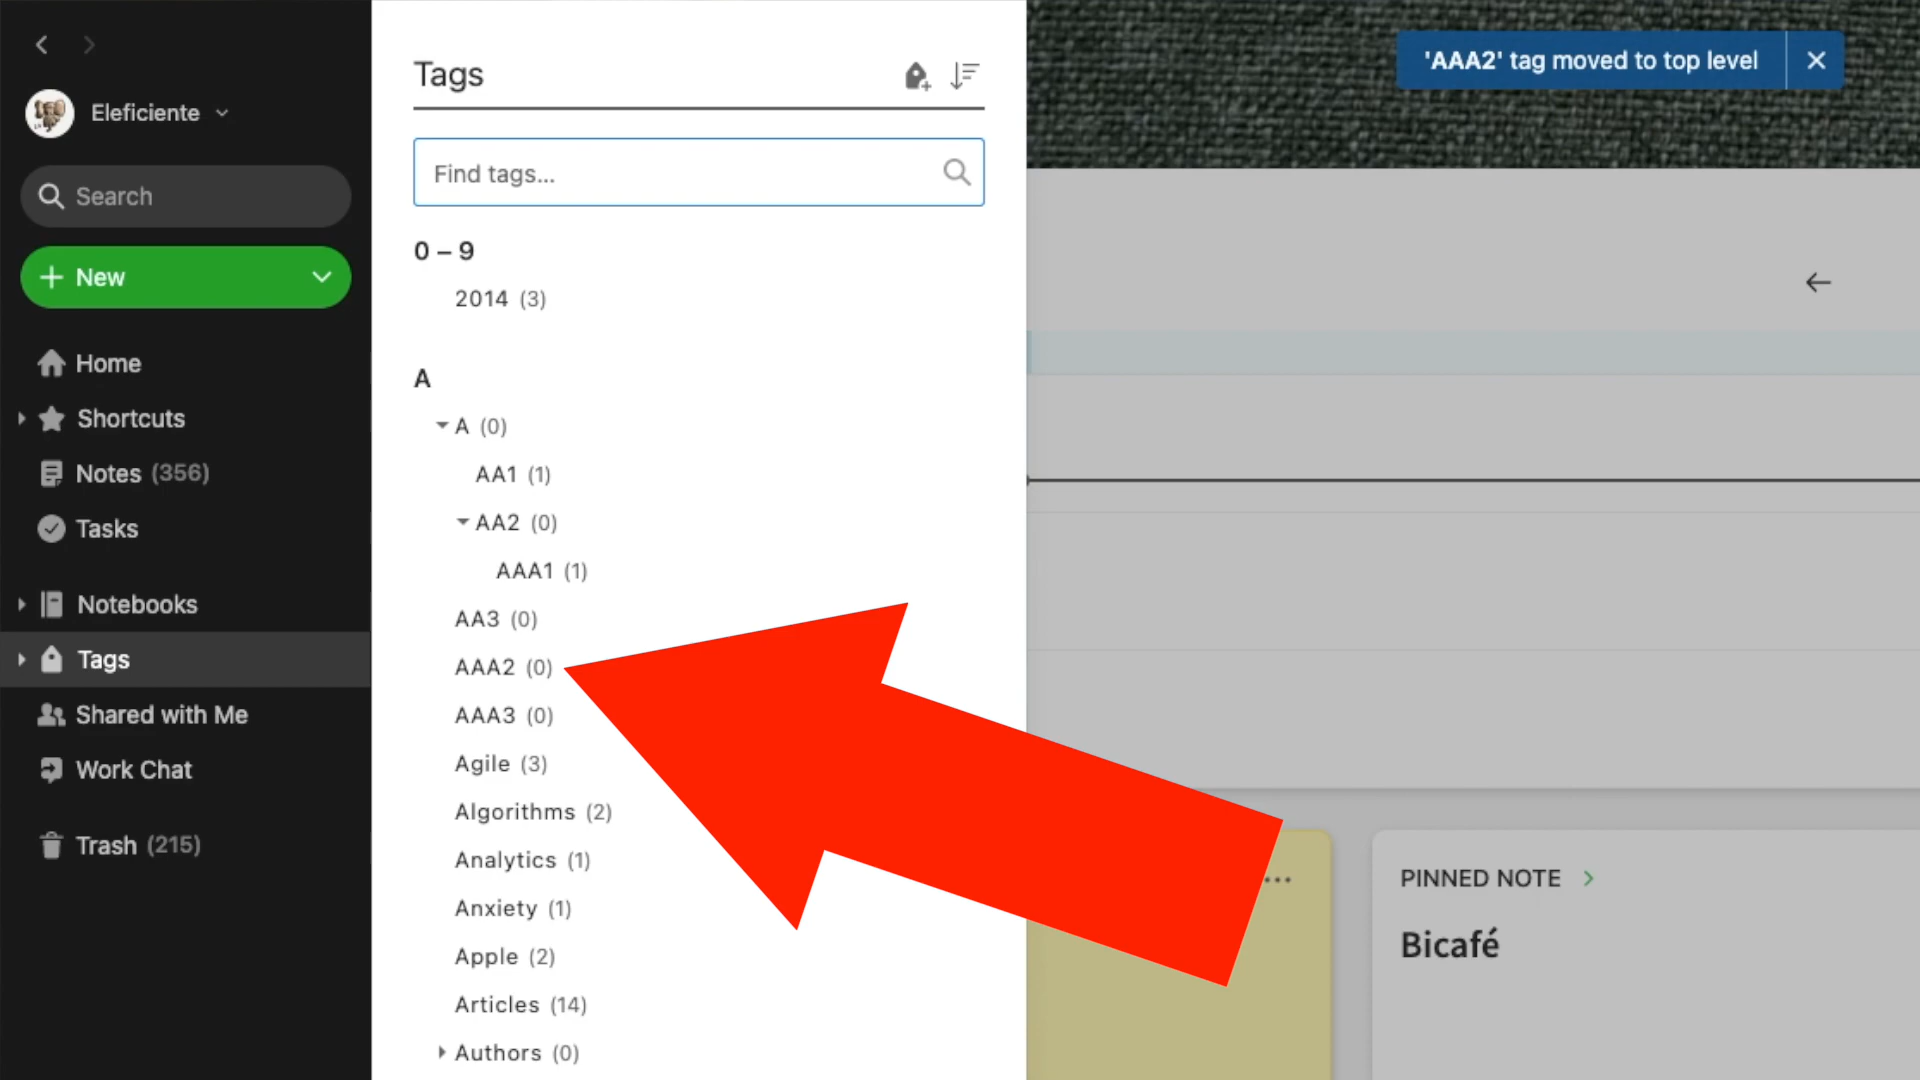 Eleficiente
Search
New
Home
Shortcuts
Notes (356)
Tasks
Notebooks
Tags
Shared with Me
Work Chat
Trash (215)
Tags
Find tags...
0 – 9
2014 (3)
A
A (0)
AA1 (1)
AA2 (0)
AAA1 (1)
AA3 (0)
AAA2 (0)
AAA3 (0)
Agile (3)
Algorithms (2)
Analytics (1)
Anxiety (1)
Apple (2)
Articles (14)
Authors (0)
'AAA2' tag moved to top level
PINNED NOTE
Bicafé